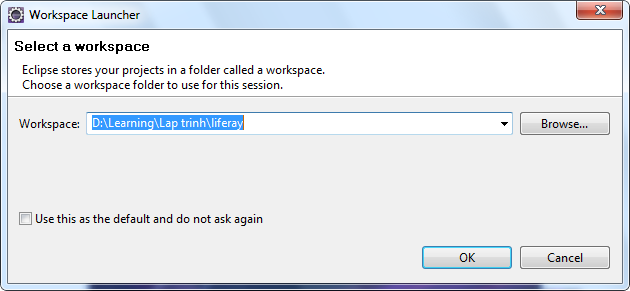 Workspace Launcher
Select a workspace
Eclipse stores your projects in a folder called a workspace.
Choose a workspace folder to use for this session.
Workspace: D:\Learning\Lap trinh\liferay Browse...
Use this as the default and do not ask again
OK Cancel